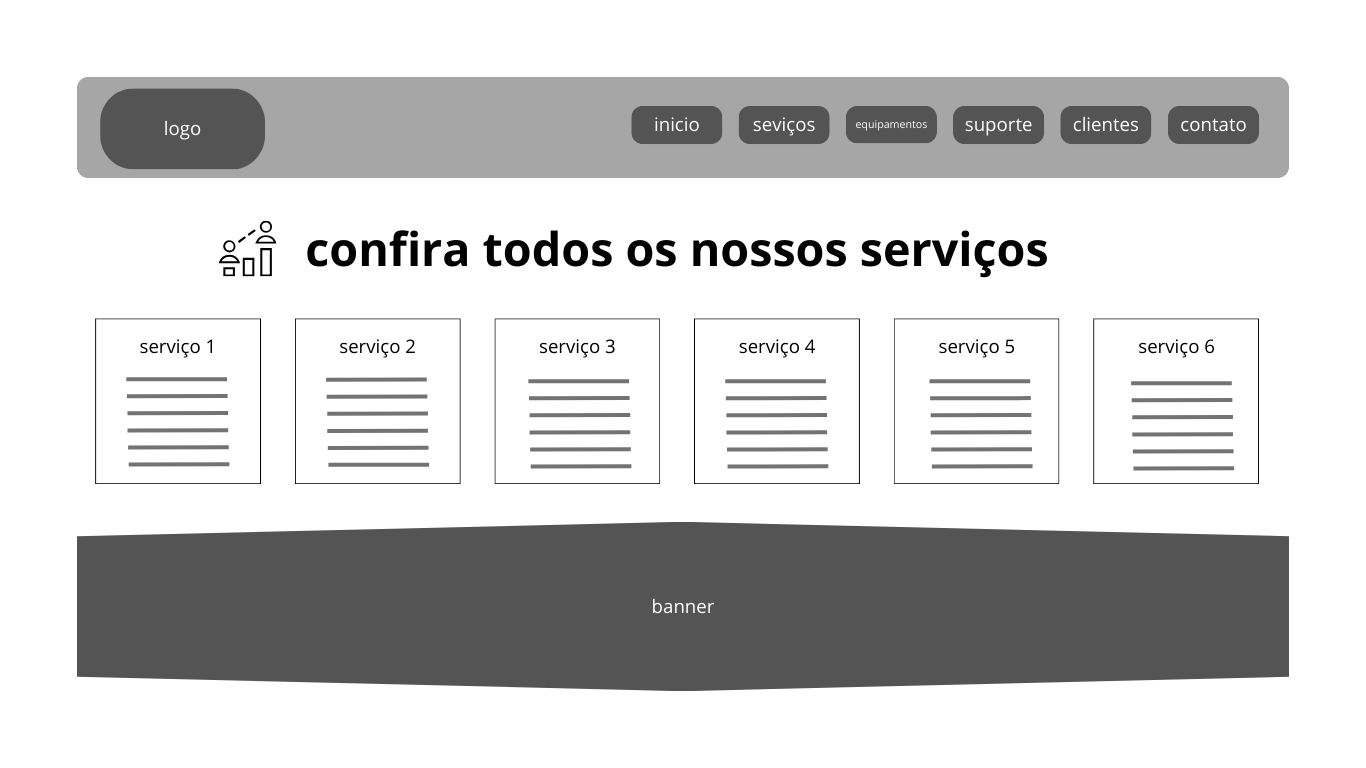 logo
inicio
seviços
equipamentos
suporte
clientes
contato
confira todos os nossos serviços
serviço 1
serviço 2
serviço 3
serviço 4
serviço 5
serviço 6
banner